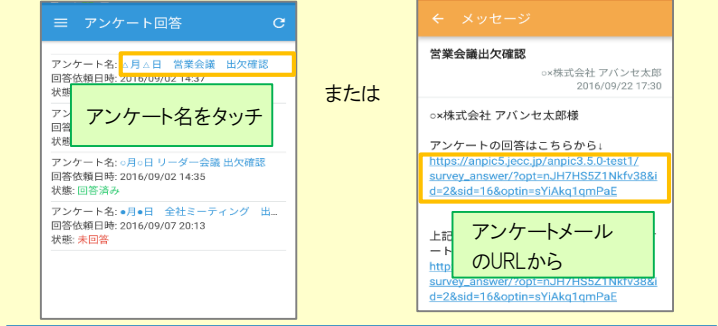 アンケート回答
アンケート名: △月△日 営業会議 出欠確認
回答依頼日時: 2016/09/02 14:37
状態
アンケート名をタッチ
アン
回答
状態
アンケート名: ○月○日 リーダー会議 出欠確認
回答依頼日時: 2016/09/02 14:35
状態: 回答済み
アンケート名: ●月●日 全社ミーティング 出...
回答依頼日時: 2016/09/07 20:13
状態: 未回答
または
← メッセージ
営業会議出欠確認
○×株式会社 アバンセ太郎
2016/09/22 17:30
○×株式会社 アバンセ太郎様
アンケートの回答はこちらから↓
https://anpic5.jecc.jp/anpic3.5.0-test1/
survey_answer/?opt=nJH7HS5Z1Nkfv38&i
d=2&sid=16&optin=sYiAkq1qmPaE
アンケートメール
のURLから
上記
ート
http
survey_answer/?opt=nJH7HS5Z1Nkfv38&i
d=2&sid=16&optin=sYiAkq1qmPaE